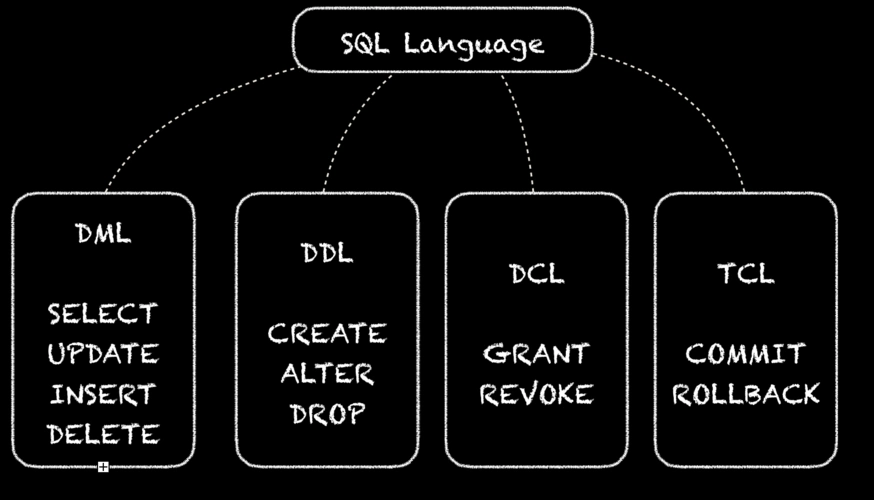 SQL Language
DML
SELECT
UPDATE
INSERT
DELETE
DDL
CREATE
ALTER
DROP
DCL
GRANT
REVOKE
TCL
COMMIT
ROLLBACK